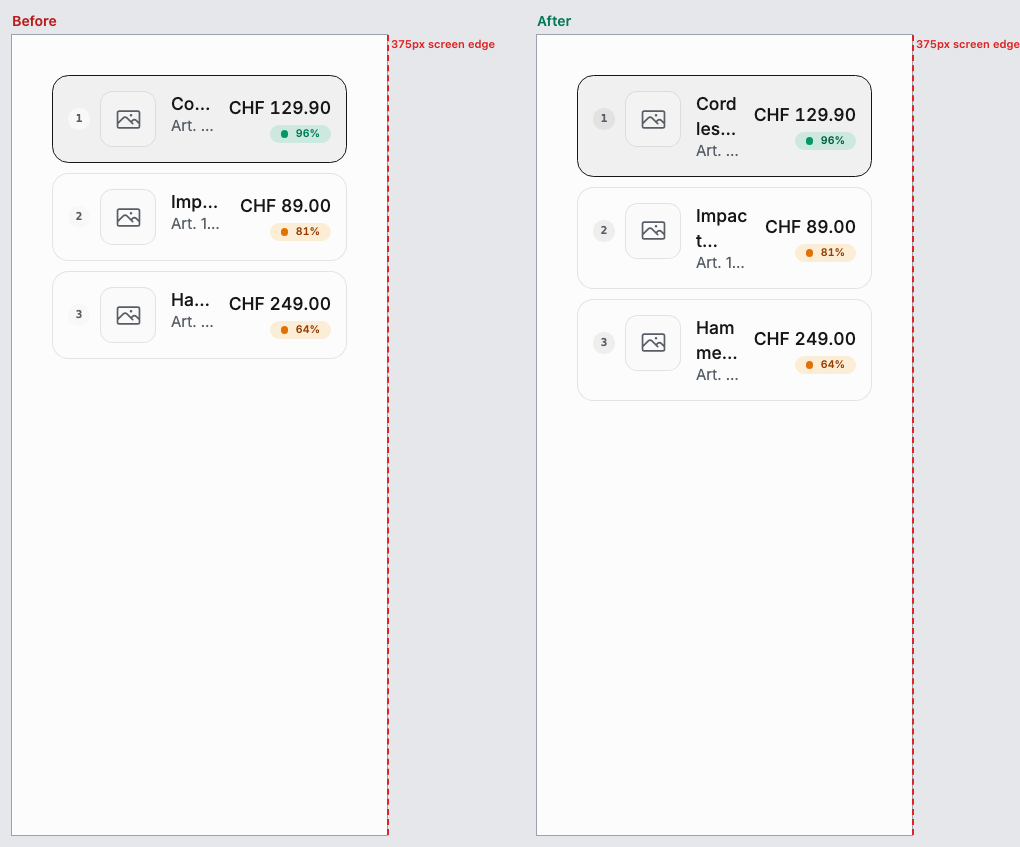 Before
375px screen edge
1
Co...
Art. ...
CHF 129.90
96%
2
Imp...
Art. 1...
CHF 89.00
81%
3
Ha...
Art. ...
CHF 249.00
64%
After
375px screen edge
1
Cord
les...
Art. ...
CHF 129.90
96%
2
Impac
t...
Art. 1...
CHF 89.00
81%
3
Ham
me...
Art. ...
CHF 249.00
64%